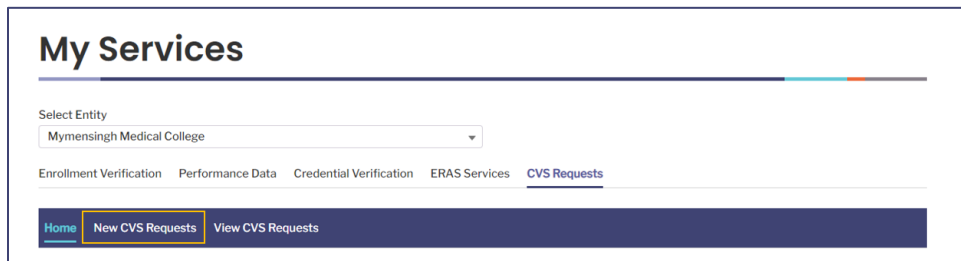 My Services
Select Entity
Mymensingh Medical College
Enrollment Verification Performance Data Credential Verification ERAS Services CVS Requests
Home New CVS Requests View CVS Requests